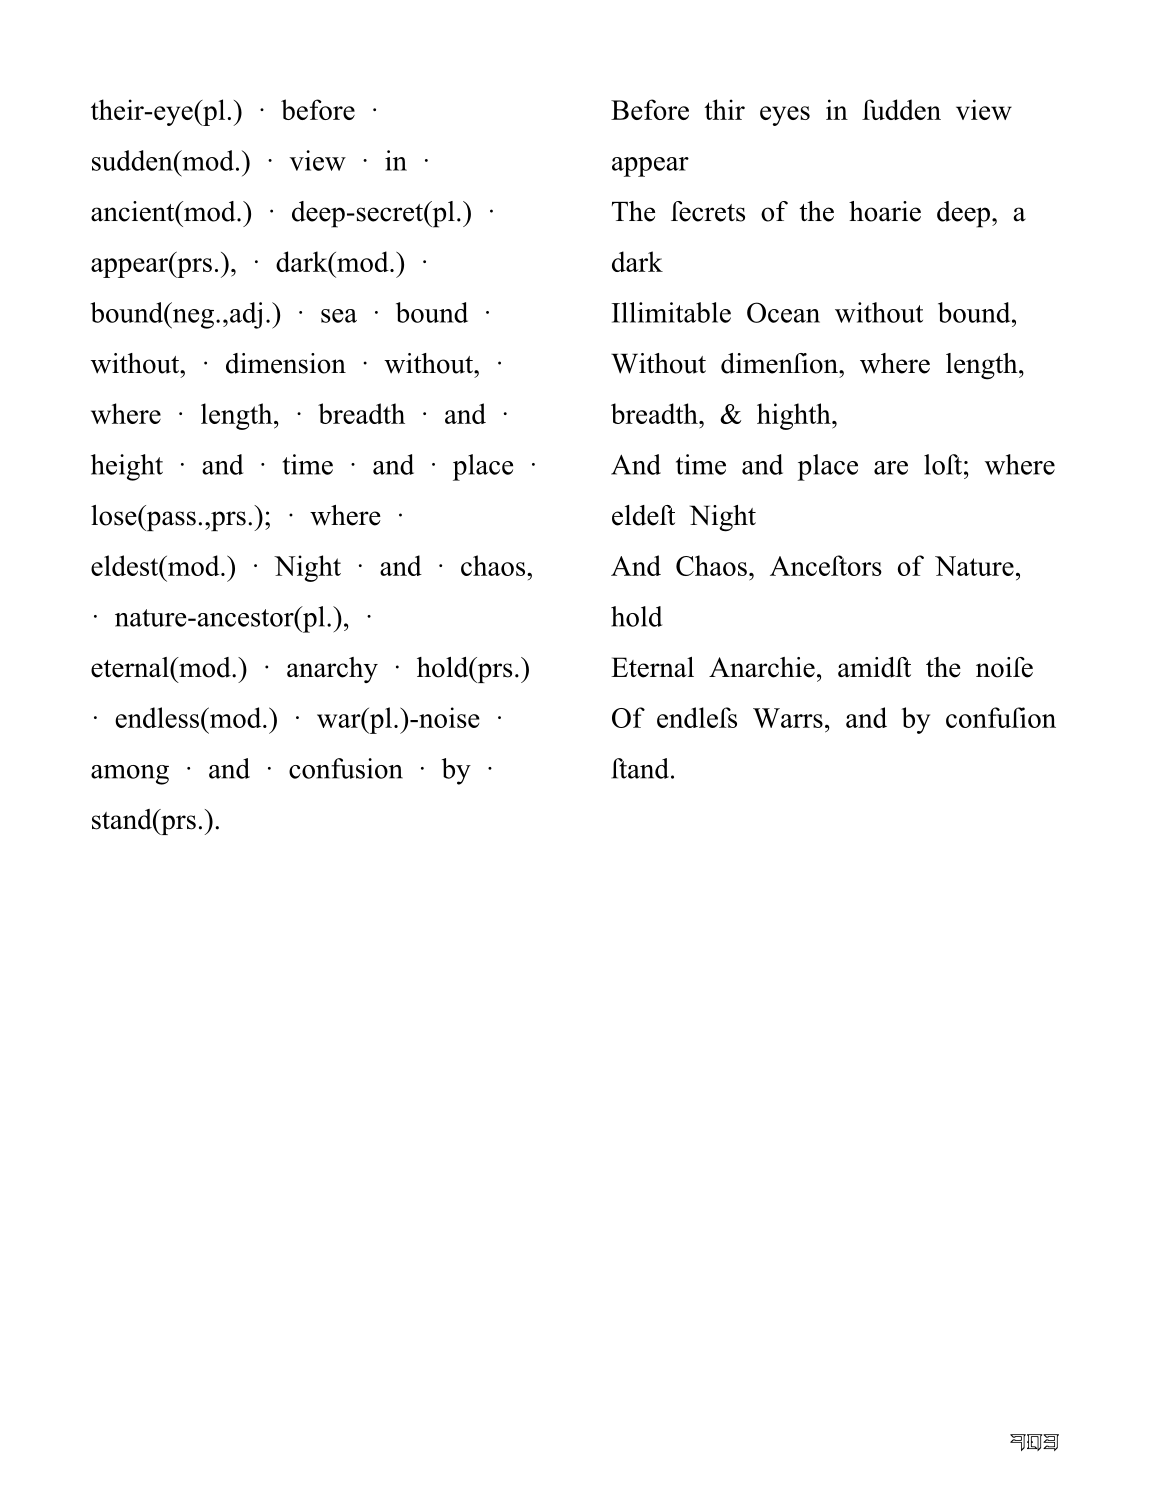 their-eye(pl.) · before ·
sudden(mod.) · view · in ·
ancient(mod.) · deep-secret(pl.) ·
appear(prs.), · dark(mod.) ·
bound(neg.,adj.) · sea · bound ·
without, · dimension · without, ·
where · length, · breadth · and ·
height · and · time · and · place ·
lose(pass.,prs.); · where ·
eldest(mod.) · Night · and · chaos,
· nature-ancestor(pl.), ·
eternal(mod.) · anarchy · hold(prs.)
· endless(mod.) · war(pl.)-noise ·
among · and · confusion · by ·
stand(prs.).
Before thir eyes in ſudden view
appear
The ſecrets of the hoarie deep, a
dark
Illimitable Ocean without bound,
Without dimenſion, where length,
breadth, & highth,
And time and place are loſt; where
eldeſt Night
And Chaos, Anceſtors of Nature,
hold
Eternal Anarchie, amidſt the noiſe
Of endleſs Warrs, and by confuſion
ſtand.